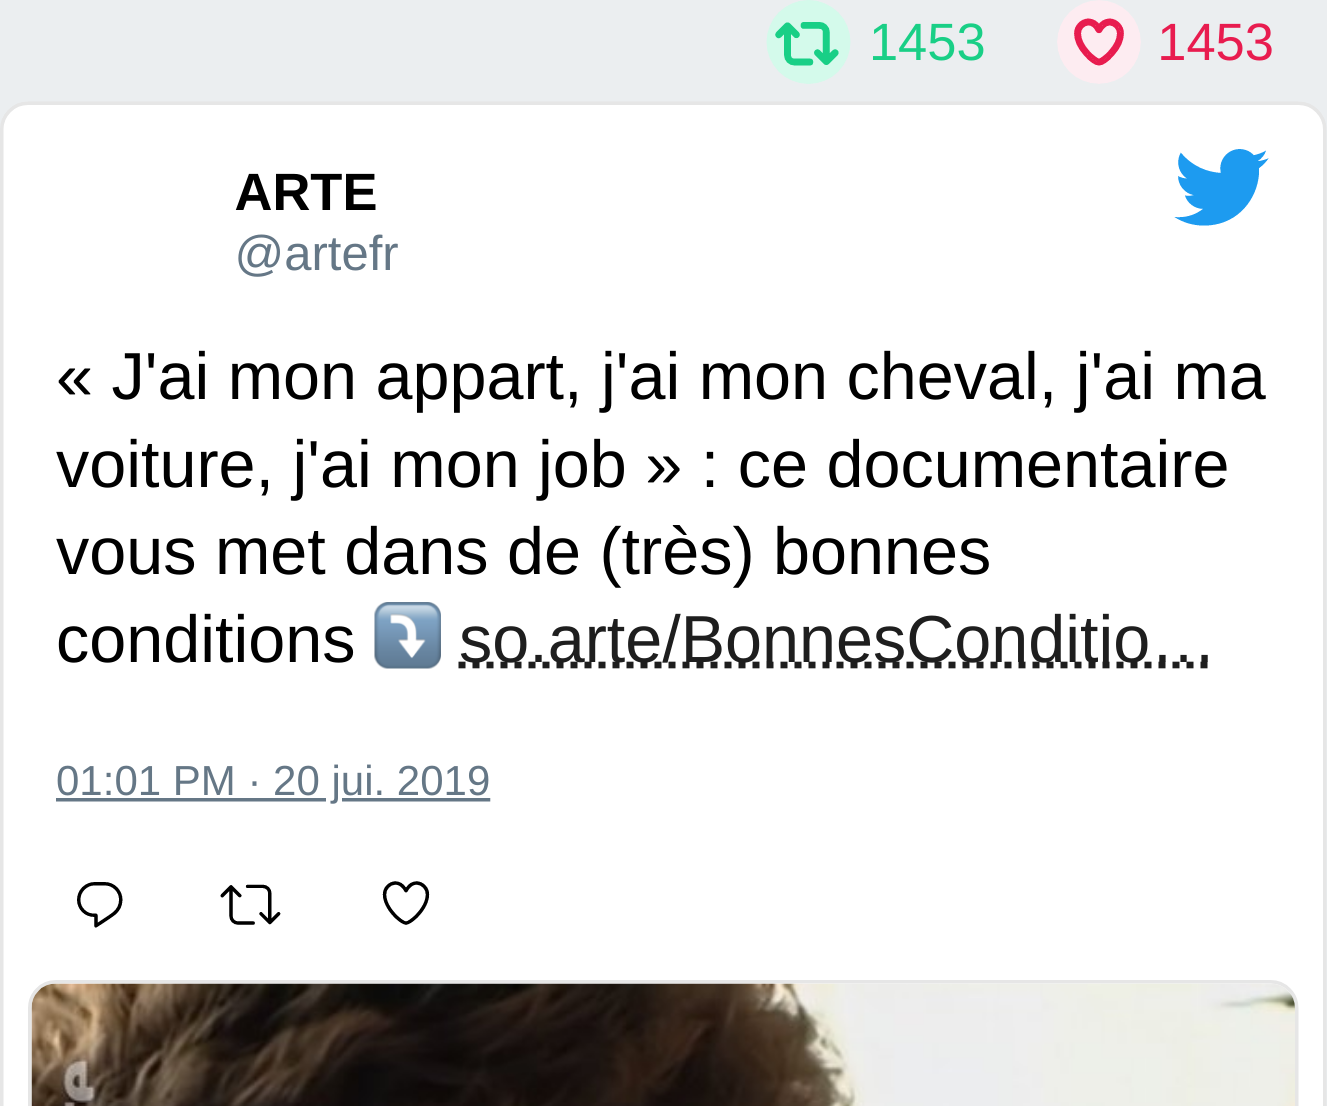 1453 1453
ARTE
@artefr
« J'ai mon appart, j'ai mon cheval, j'ai ma
voiture, j'ai mon job » : ce documentaire
vous met dans de (très) bonnes
conditions ⤵️ so.arte/BonnesConditio...
01:01 PM · 20 jui. 2019